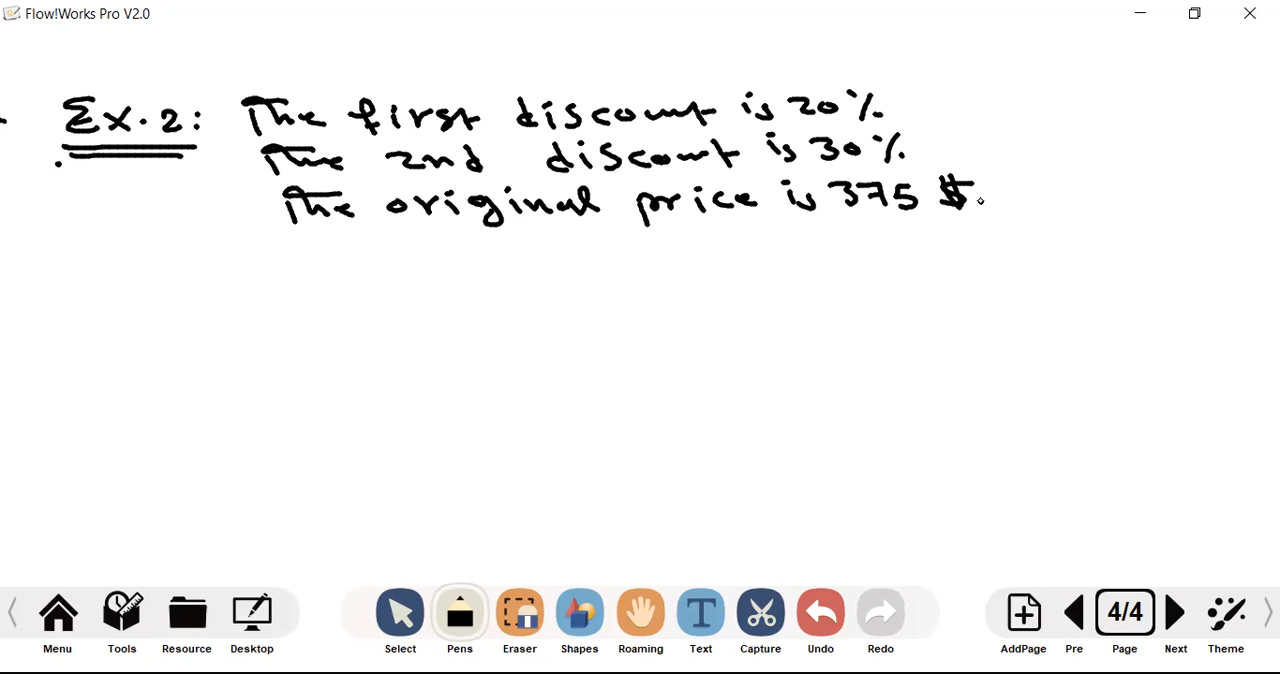 Flow!Works Pro V2.0
Ex.2: The first discount is 20%
The 2nd discount is 30%
The original price is 375 $
Menu Tools Resource Desktop Select Pens Eraser Shapes Roaming T Text Capture Undo Redo AddPage Pre 4/4 Page Next Theme